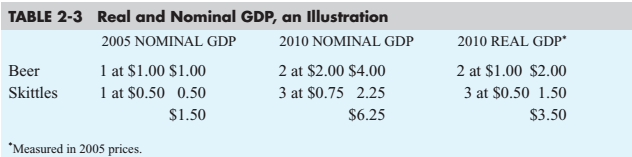 TABLE 2-3 Real and Nominal GDP, an Illustration
2005 NOMINAL GDP 2010 NOMINAL GDP 2010 REAL GDP*
Beer 1 at $1.00 $1.00 2 at $2.00 $4.00 2 at $1.00 $2.00
Skittles 1 at $0.50 0.50 3 at $0.75 2.25 3 at $0.50 1.50
$1.50 $6.25 $3.50
*Measured in 2005 prices.